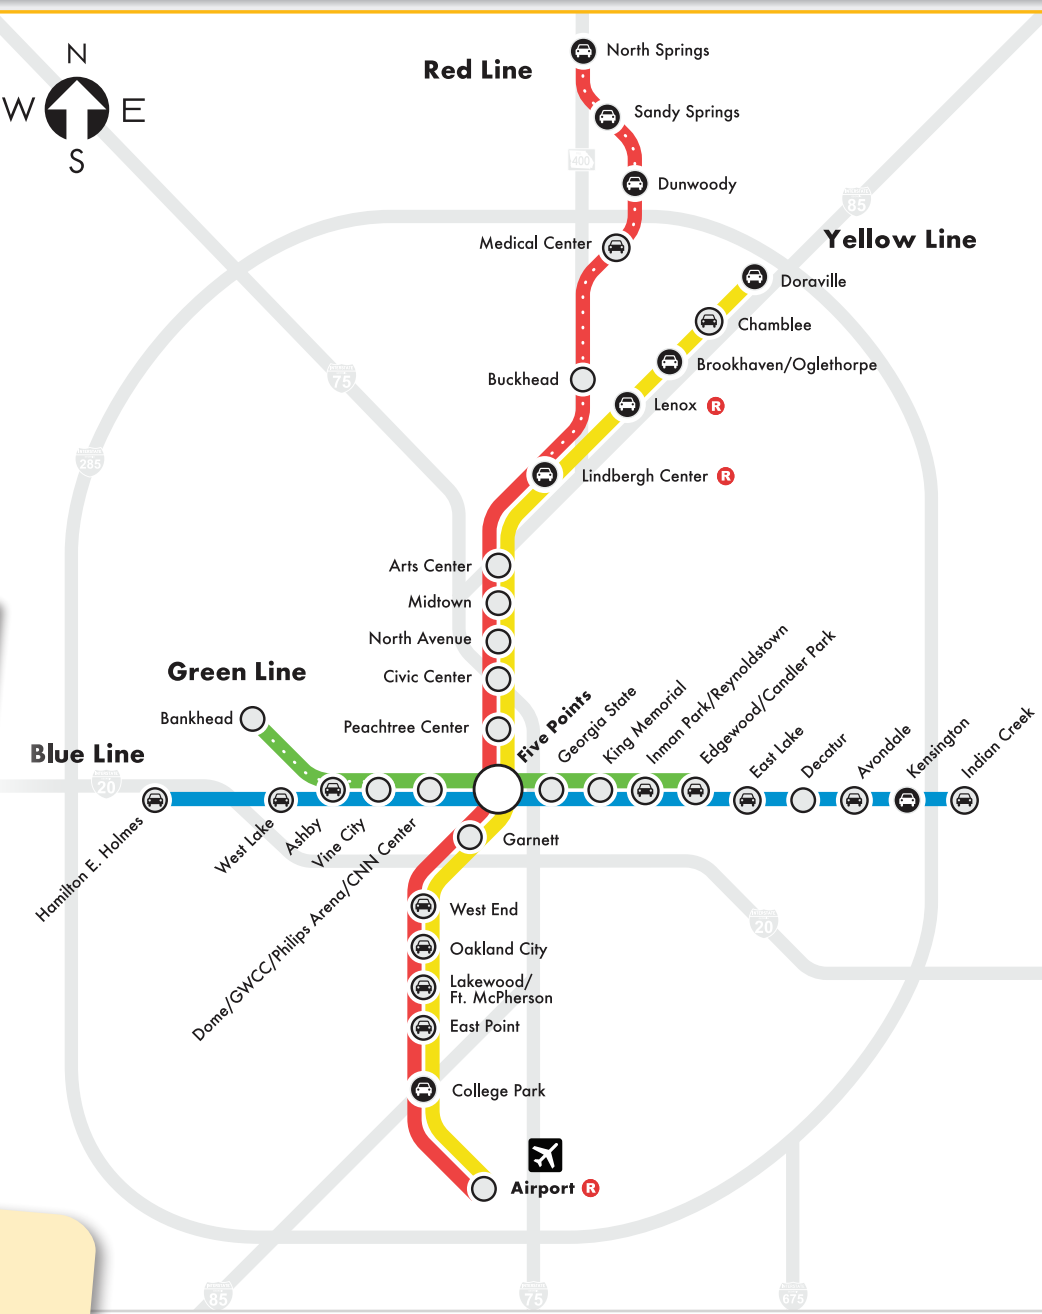 N
W E
S
Red Line
North Springs
Sandy Springs
400
Dunwoody
85
Medical Center
Yellow Line
Doraville
Chamblee
75
Brookhaven/Oglethorpe
Buckhead
Lenox R
285
Lindbergh Center R
Arts Center
Midtown
North Avenue
Green Line
Civic Center
Bankhead
Peachtree Center
Blue Line
20
Five Points
Georgia State
King Memorial
Inman Park/Reynoldstown
Edgewood/Candler Park
East Lake
Decatur
Avondale
Kensington
Indian Creek
Hamilton E. Holmes
West Lake
Ashby
Vine City
Dome/GWCC/Philips Arena/CNN Center
Garnett
West End
20
Oakland City
Lakewood/
Ft. McPherson
East Point
College Park
Airport R
85
75
675